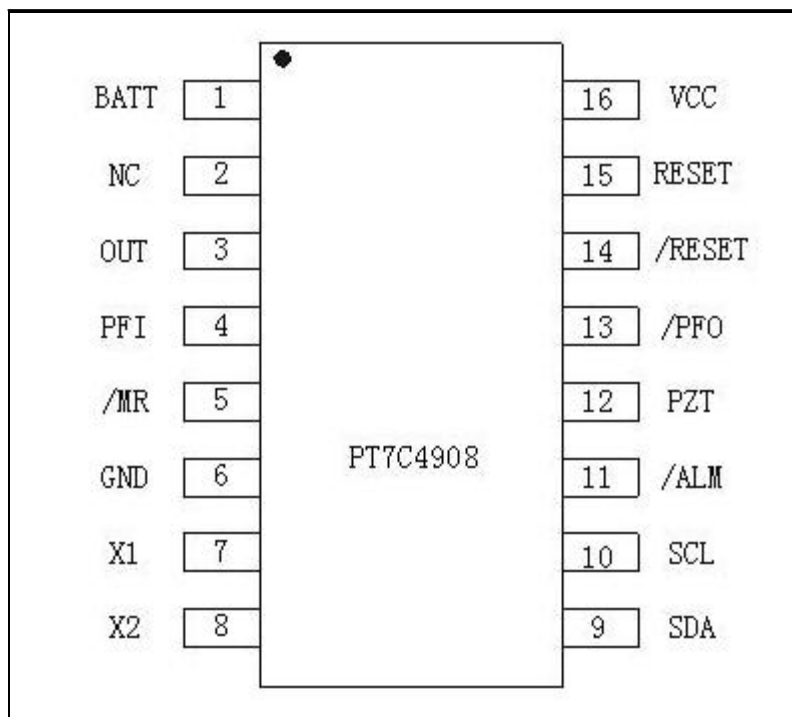 BATT 1 16 VCC
NC 2 15 RESET
OUT 3 14 /RESET
PFI 4 13 /PFO
/MR 5 12 PZT
PT7C4908
GND 6 11 /ALM
X1 7 10 SCL
X2 8 9 SDA